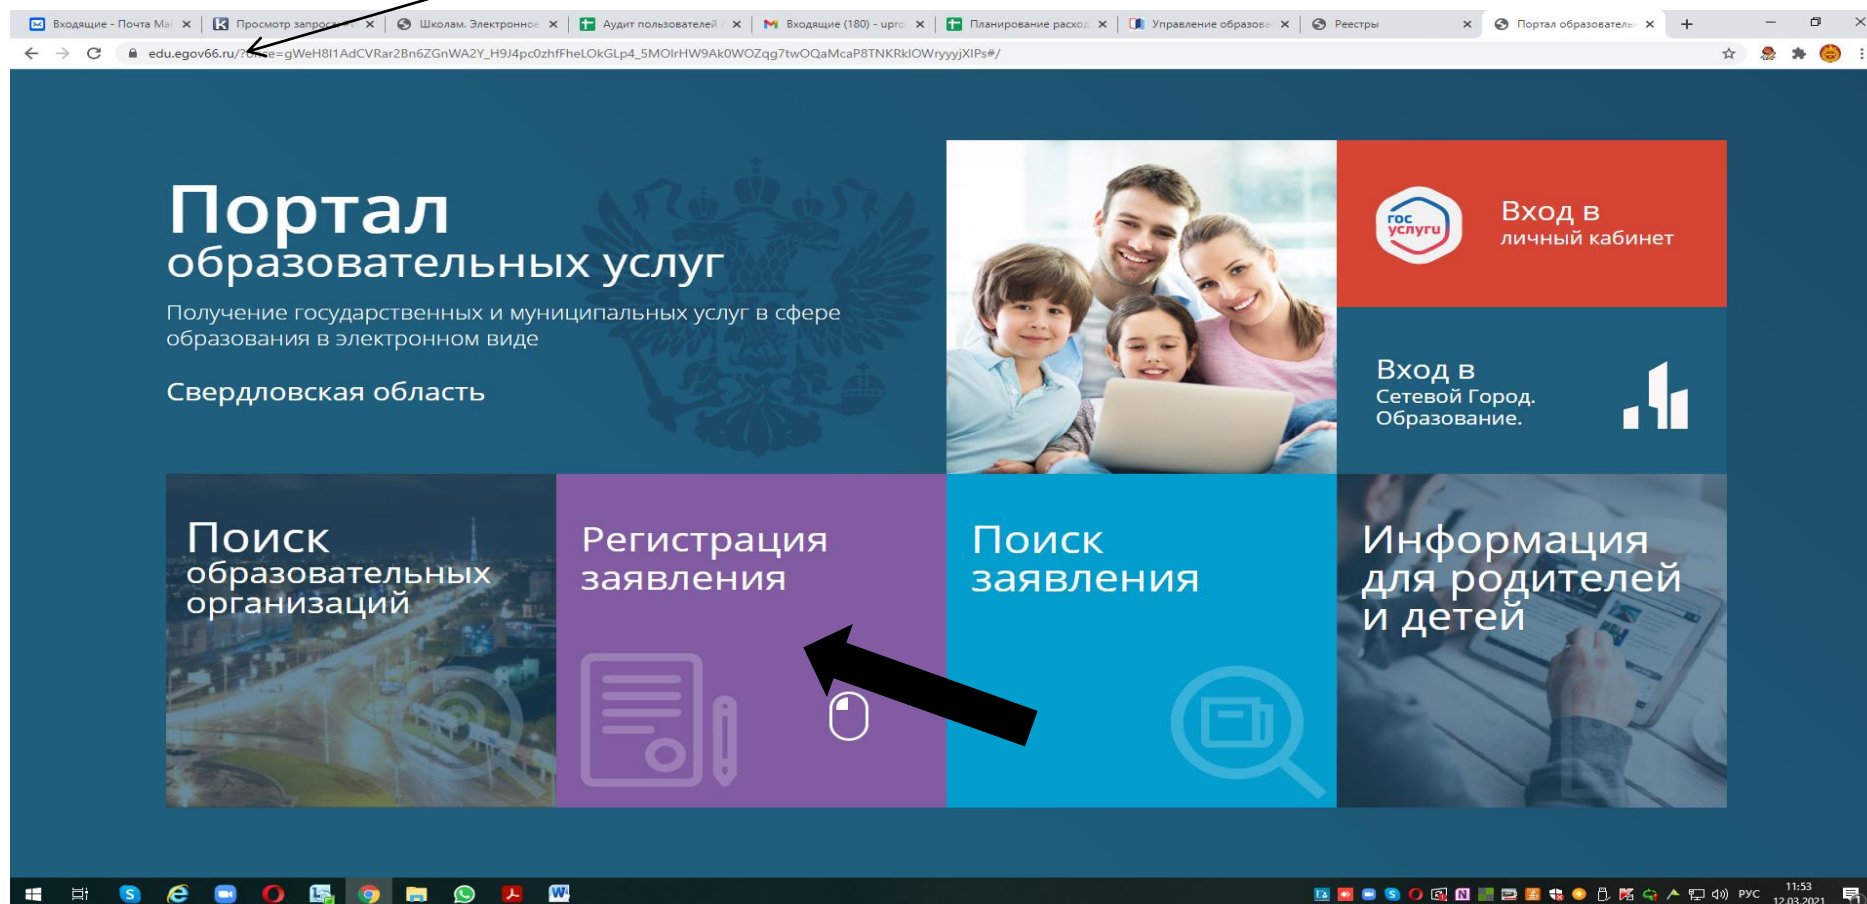 Входящие - Почта Mai
Просмотр запроса
Школам. Электронное
Аудит пользователей
Входящие (180) - upro
Планирование расход
Управление образова
Реестры
Портал образователь
edu.egov66.ru/
Портал
образовательных услуг
Получение государственных и муниципальных услуг в сфере
образования в электронном виде
Свердловская область
гос
услуги
Вход в
личный кабинет
Вход в
Сетевой Город.
Образование.
Поиск
образовательных
организаций
Регистрация
заявления
Поиск
заявления
Информация
для родителей
и детей
РУС
11:53
12.03.2021